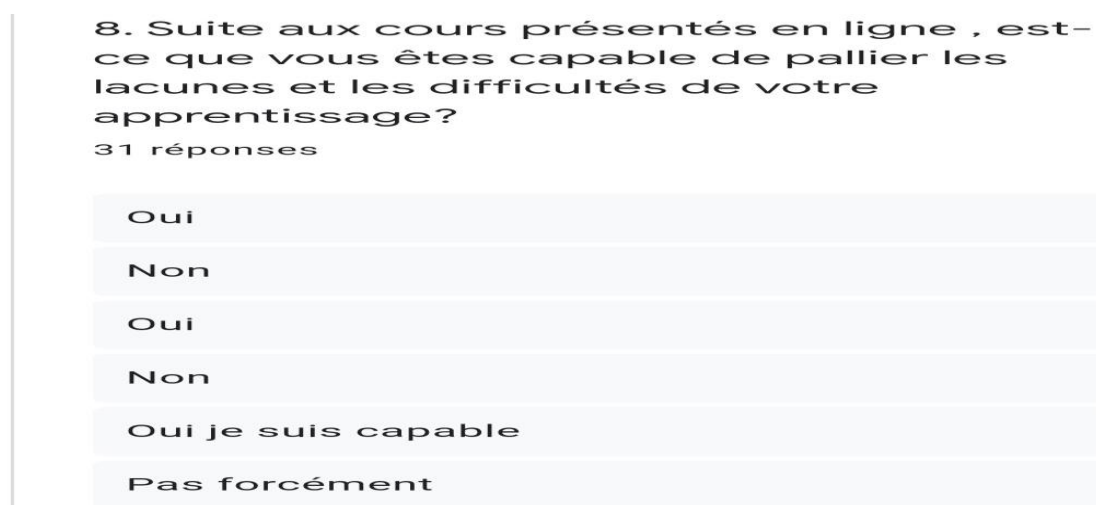 8. Suite aux cours présentés en ligne , est-
ce que vous êtes capable de pallier les
lacunes et les difficultés de votre
apprentissage?
31 réponses
Oui
Non
Oui
Non
Oui je suis capable
Pas forcément